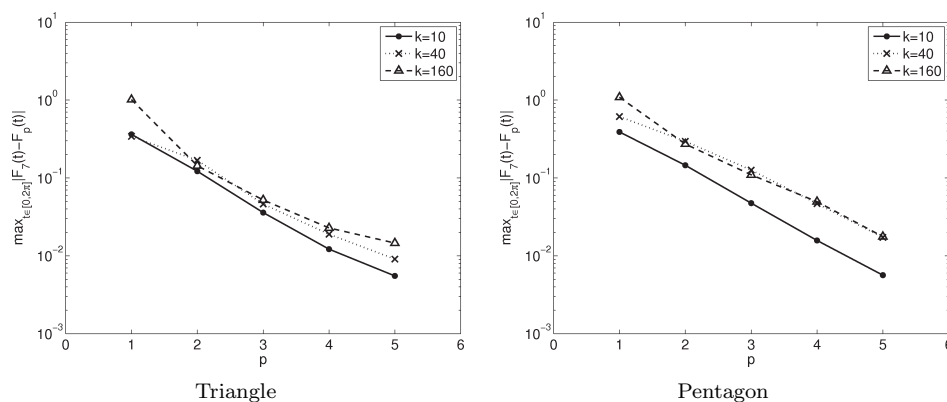 10^1
10^0
10^-1
10^-2
10^-3
max_{t∈[0,2π]}|F_7(t)−F_p(t)|
k=10
k=40
k=160
0 1 2 3 4 5 6
p
Triangle
10^1
10^0
10^-1
10^-2
10^-3
max_{t∈[0,2π]}|F_7(t)−F_p(t)|
k=10
k=40
k=160
0 1 2 3 4 5 6
p
Pentagon